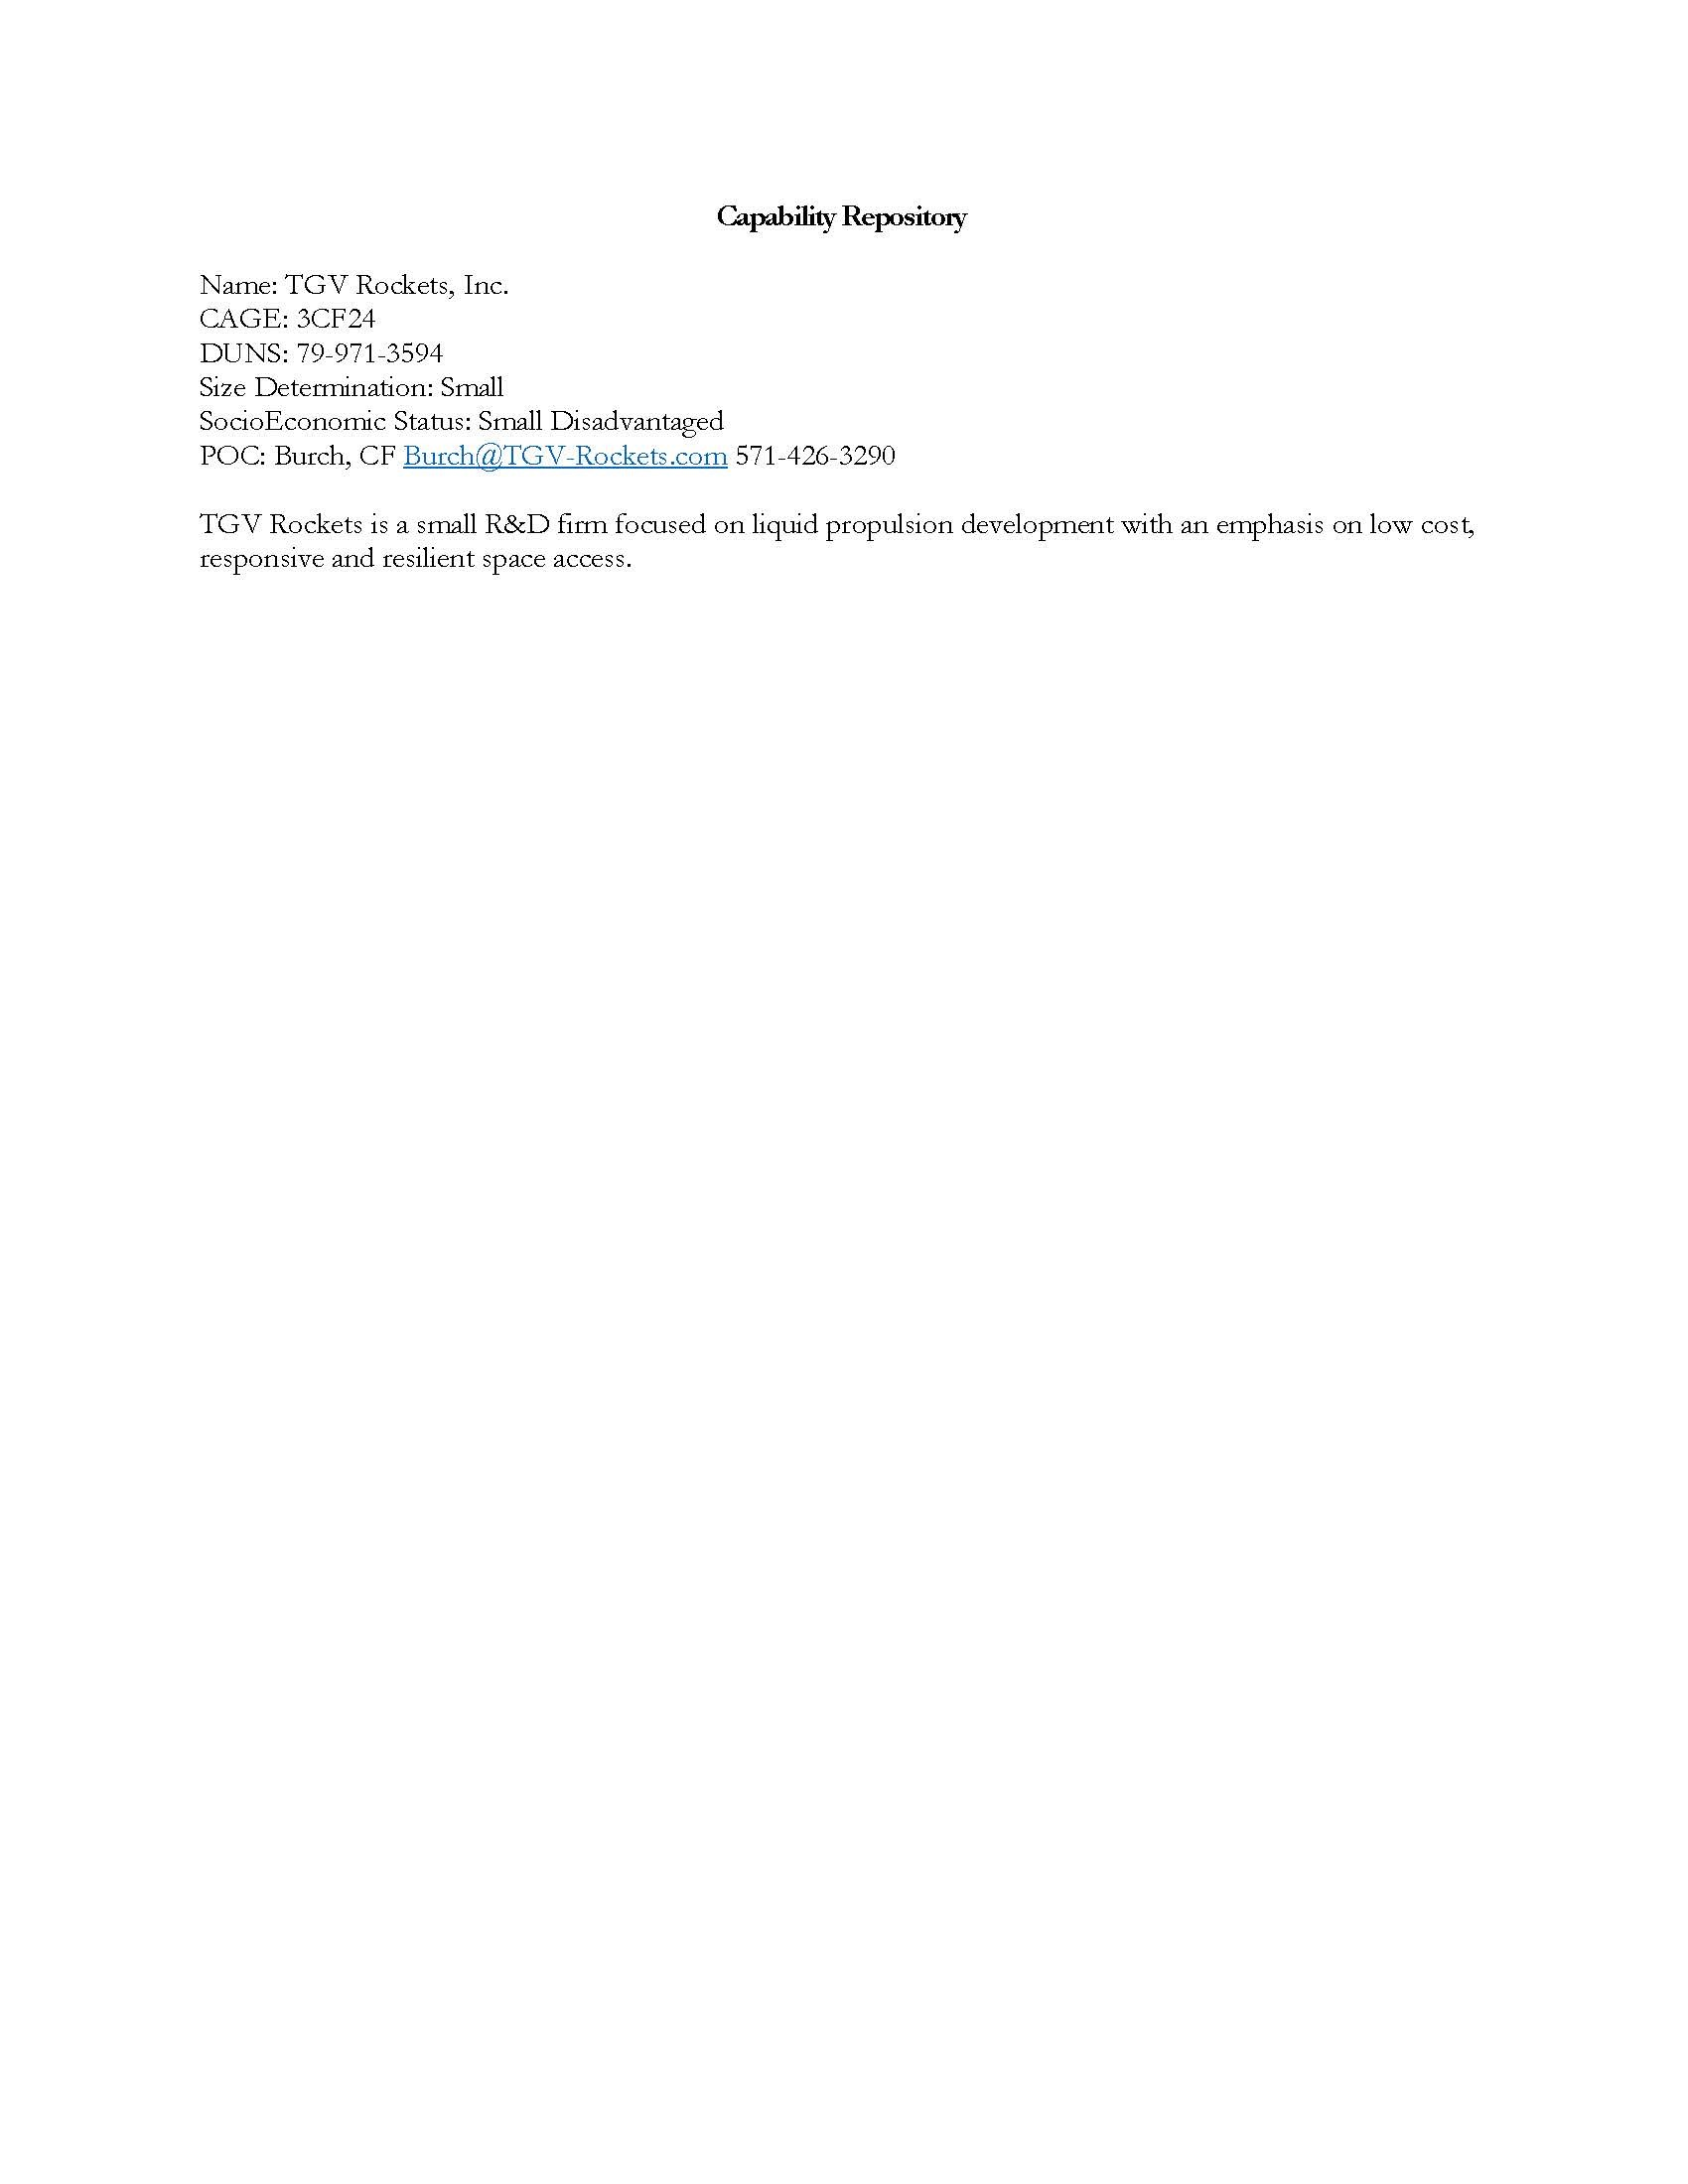 Capability Repository
Name: TGV Rockets, Inc.
CAGE: 3CF24
DUNS: 79-971-3594
Size Determination: Small
SocioEconomic Status: Small Disadvantaged
POC: Burch, CF Burch@TGV-Rockets.com 571-426-3290
TGV Rockets is a small R&D firm focused on liquid propulsion development with an emphasis on low cost,
responsive and resilient space access.